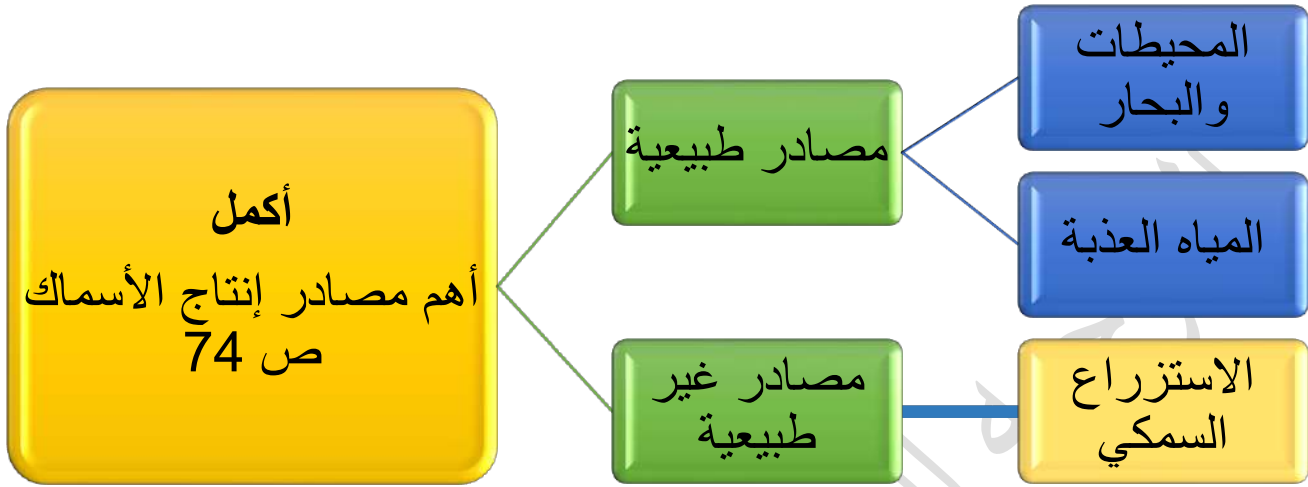 أكمل
أهم مصادر إنتاج الأسماك
ص 74
مصادر طبيعية
المحيطات
والبحار
المياه العذبة
مصادر غير
طبيعية
الاستزراع
السمكي